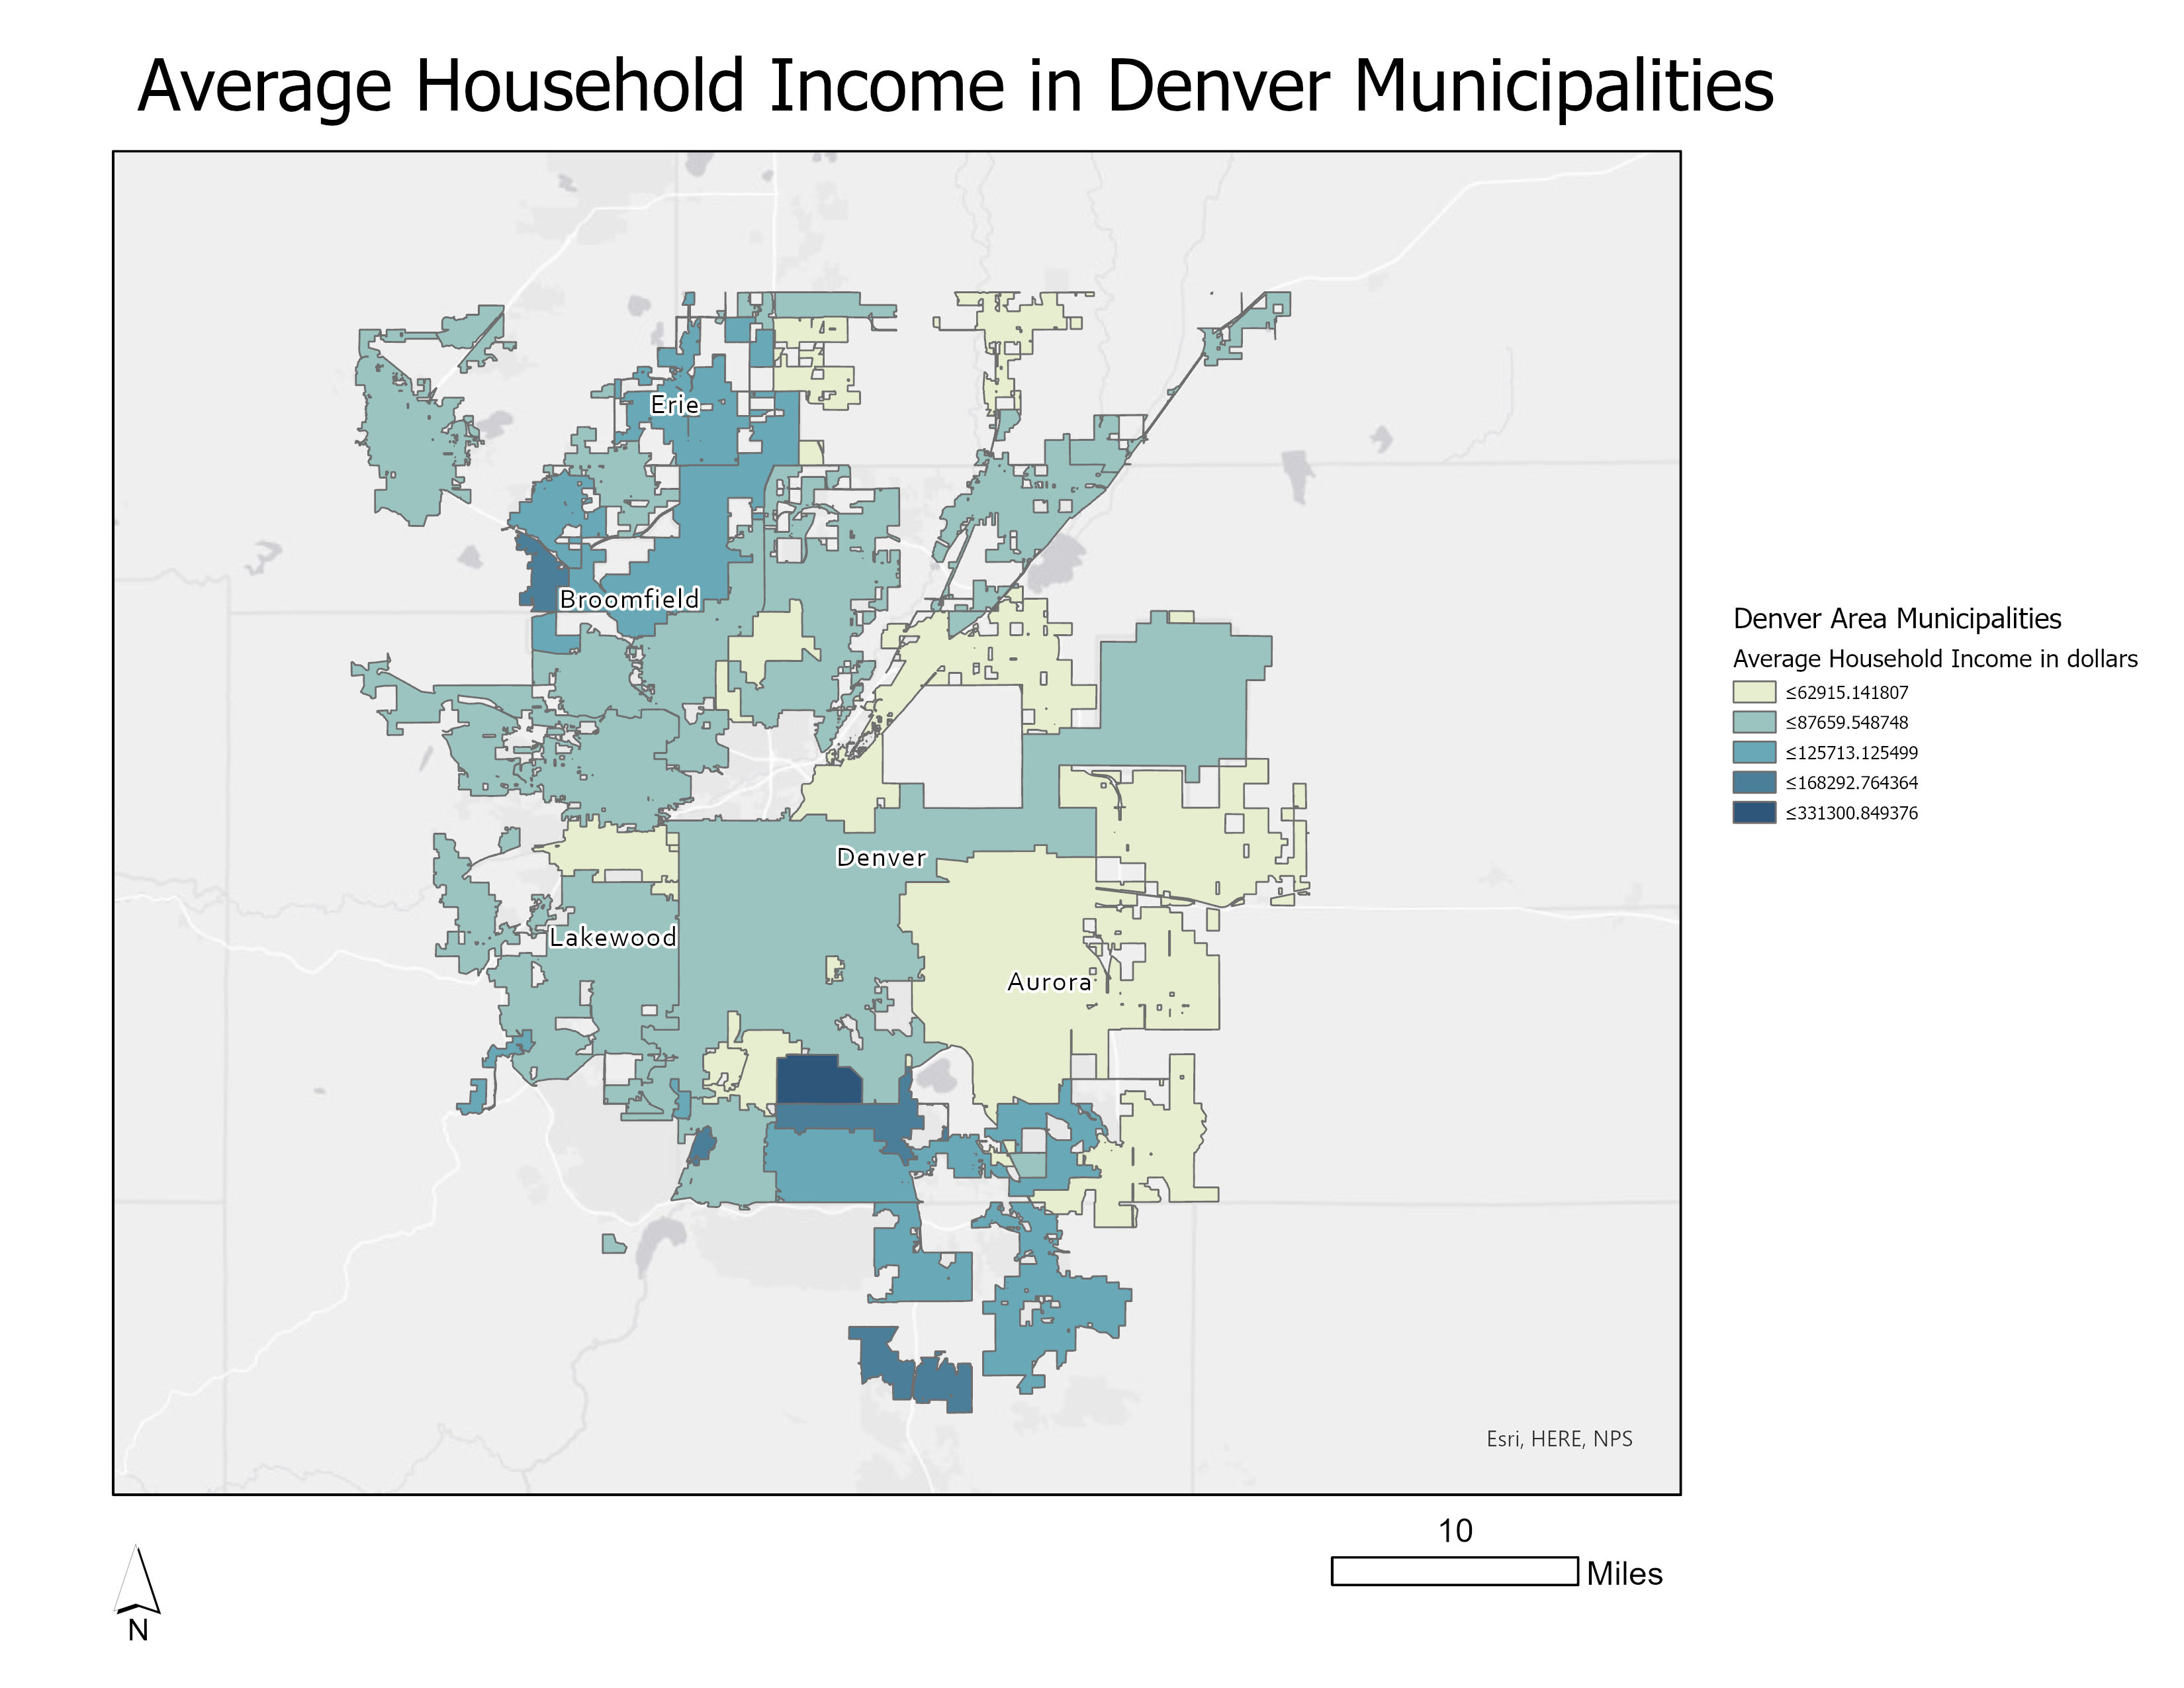 Average Household Income in Denver Municipalities
Erie
Broomfield
Denver
Lakewood
Aurora
Esri, HERE, NPS
Denver Area Municipalities
Average Household Income in dollars
≤62915.141807
≤87659.548748
≤125713.125499
≤168292.764364
≤331300.849376
10
Miles
N